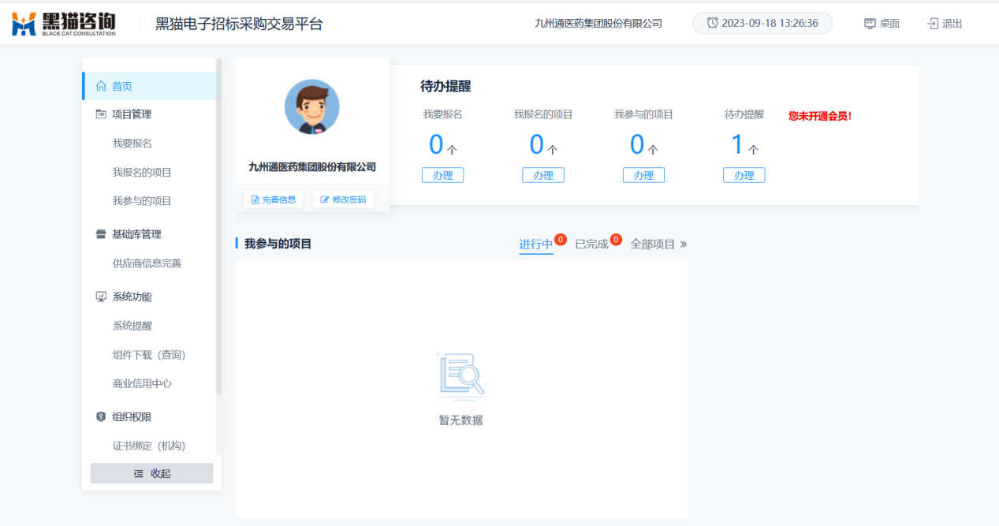 黑猫咨询
BLACK CAT CONSULTATION
黑猫电子招标采购交易平台
九州通医药集团股份有限公司
2023-09-18 13:26:36
桌面
退出
首页
项目管理
我要报名
我报名的项目
我参与的项目
基础库管理
供应商信息完善
系统功能
系统提醒
组件下载（查询）
商业信用中心
组织权限
证书绑定（机构）
收起
九州通医药集团股份有限公司
完善信息
修改密码
待办提醒
我要报名
我报名的项目
我参与的项目
待办提醒
您未开通会员！
0个
0个
0个
1个
办理
办理
办理
办理
我参与的项目
进行中 0
已完成 0
全部项目 »
暂无数据